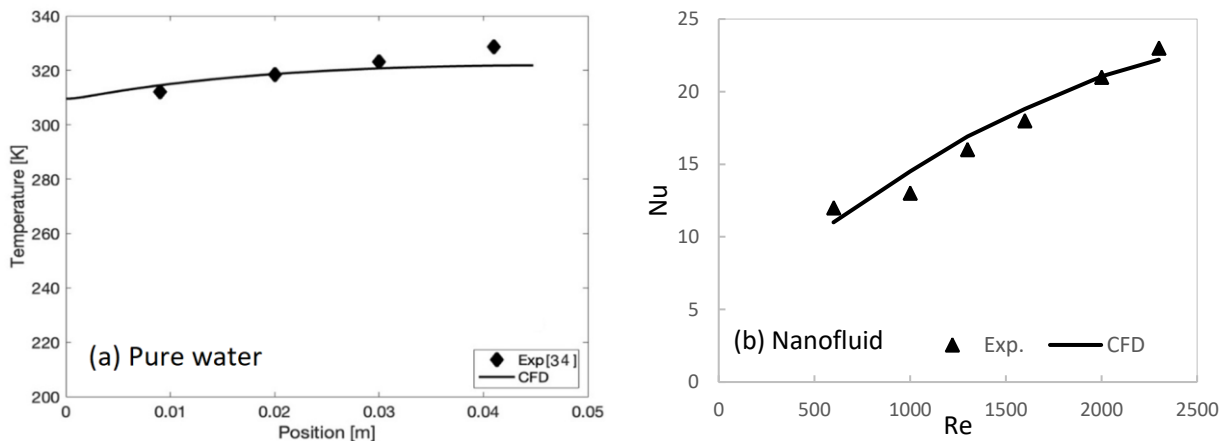 340
320
300
280
260
240
220
200
Temperature [K]
(a) Pure water
Exp[34]
CFD
0 0.01 0.02 0.03 0.04 0.05
Position [m]
25
20
15
10
5
0
Nu
(b) Nanofluid
Exp. CFD
0 500 1000 1500 2000 2500
Re